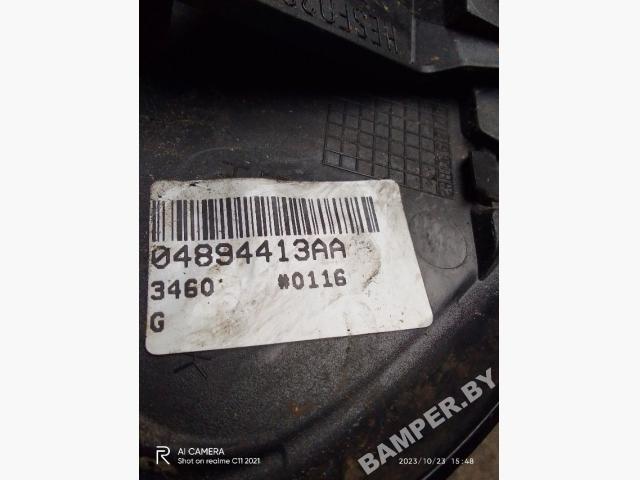 04894413AA
3460 #0116
G
BAMPER.BY
AI CAMERA
Shot on realme C11 2021
2023/10/23 15:48